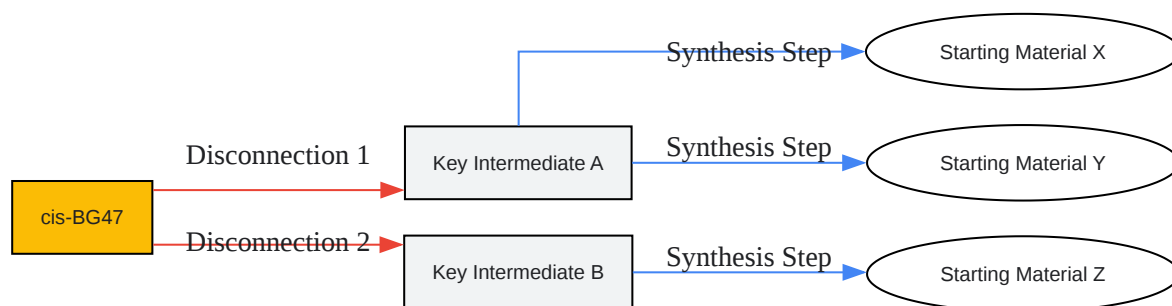 Synthesis Step
Starting Material X
Disconnection 1
Key Intermediate A
Synthesis Step
Starting Material Y
cis-BG47
Disconnection 2
Key Intermediate B
Synthesis Step
Starting Material Z